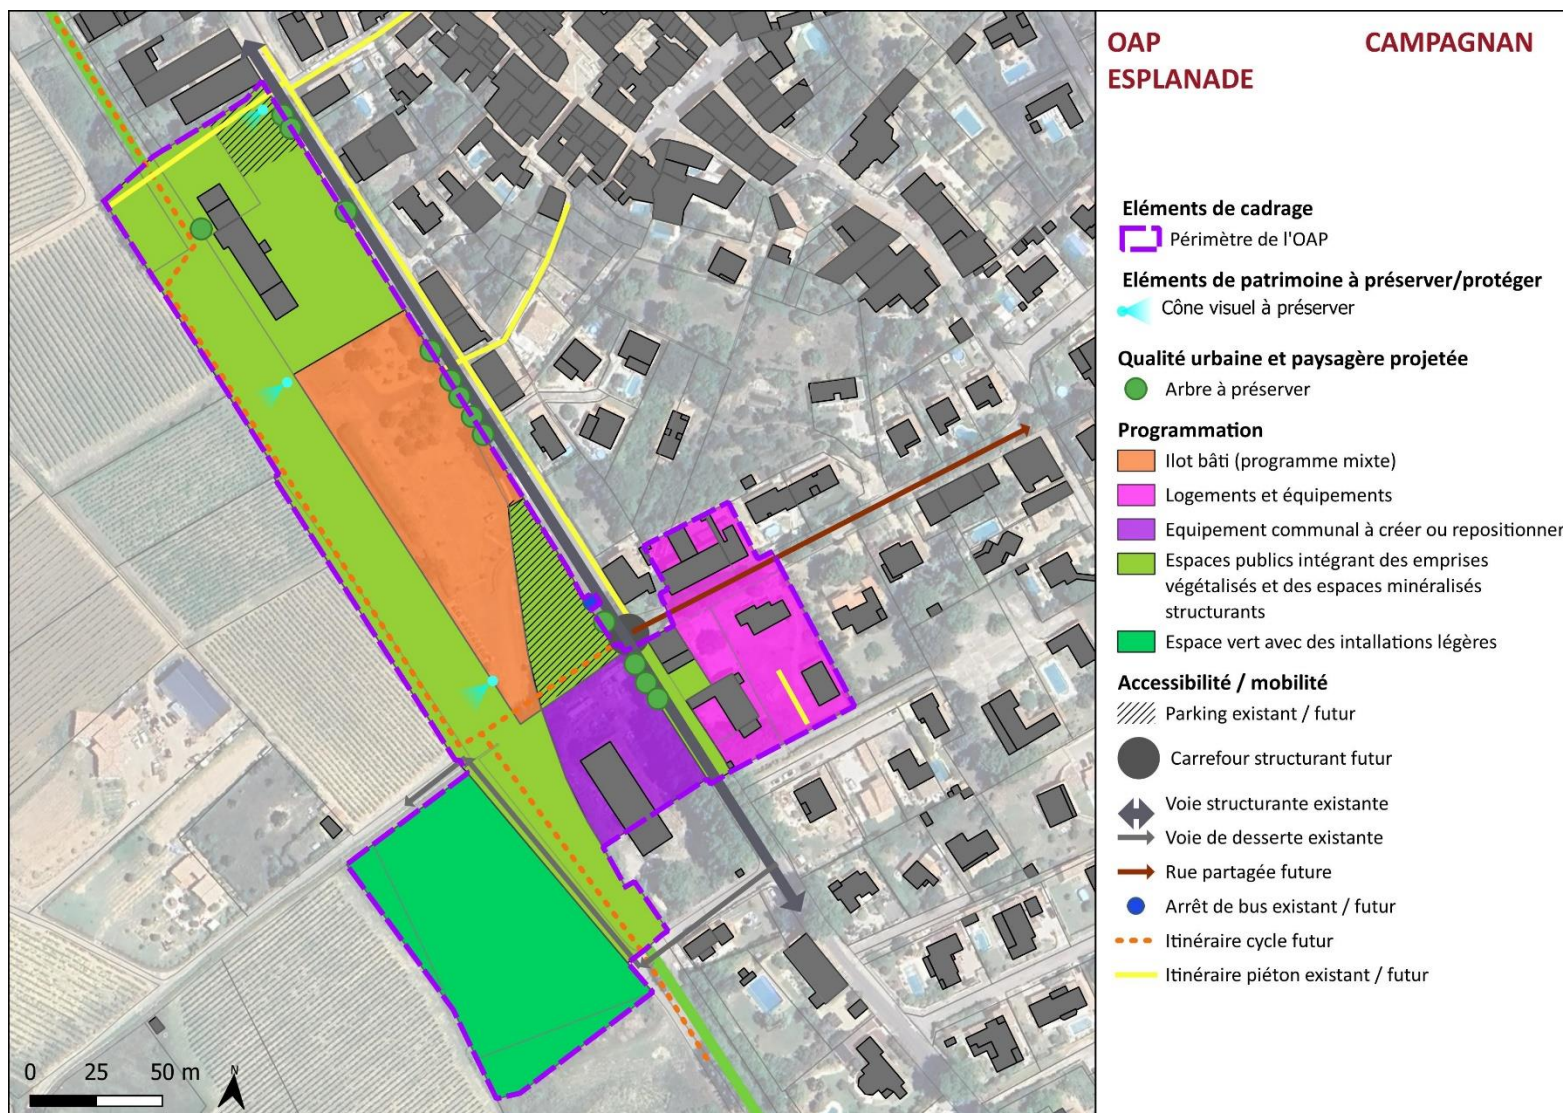 OAP CAMPAGNAN
ESPLANADE
Eléments de cadrage
Périmètre de l'OAP
Eléments de patrimoine à préserver/protéger
Cône visuel à préserver
Qualité urbaine et paysagère projetée
Arbre à préserver
Programmation
Ilot bâti (programme mixte)
Logements et équipements
Equipement communal à créer ou repositionner
Espaces publics intégrant des emprises
végétalisés et des espaces minéralisés
structurants
Espace vert avec des intallations légères
Accessibilité / mobilité
Parking existant / futur
Carrefour structurant futur
Voie structurante existante
Voie de desserte existante
Rue partagée future
Arrêt de bus existant / futur
Itinéraire cycle futur
Itinéraire piéton existant / futur
0 25 50 m
N